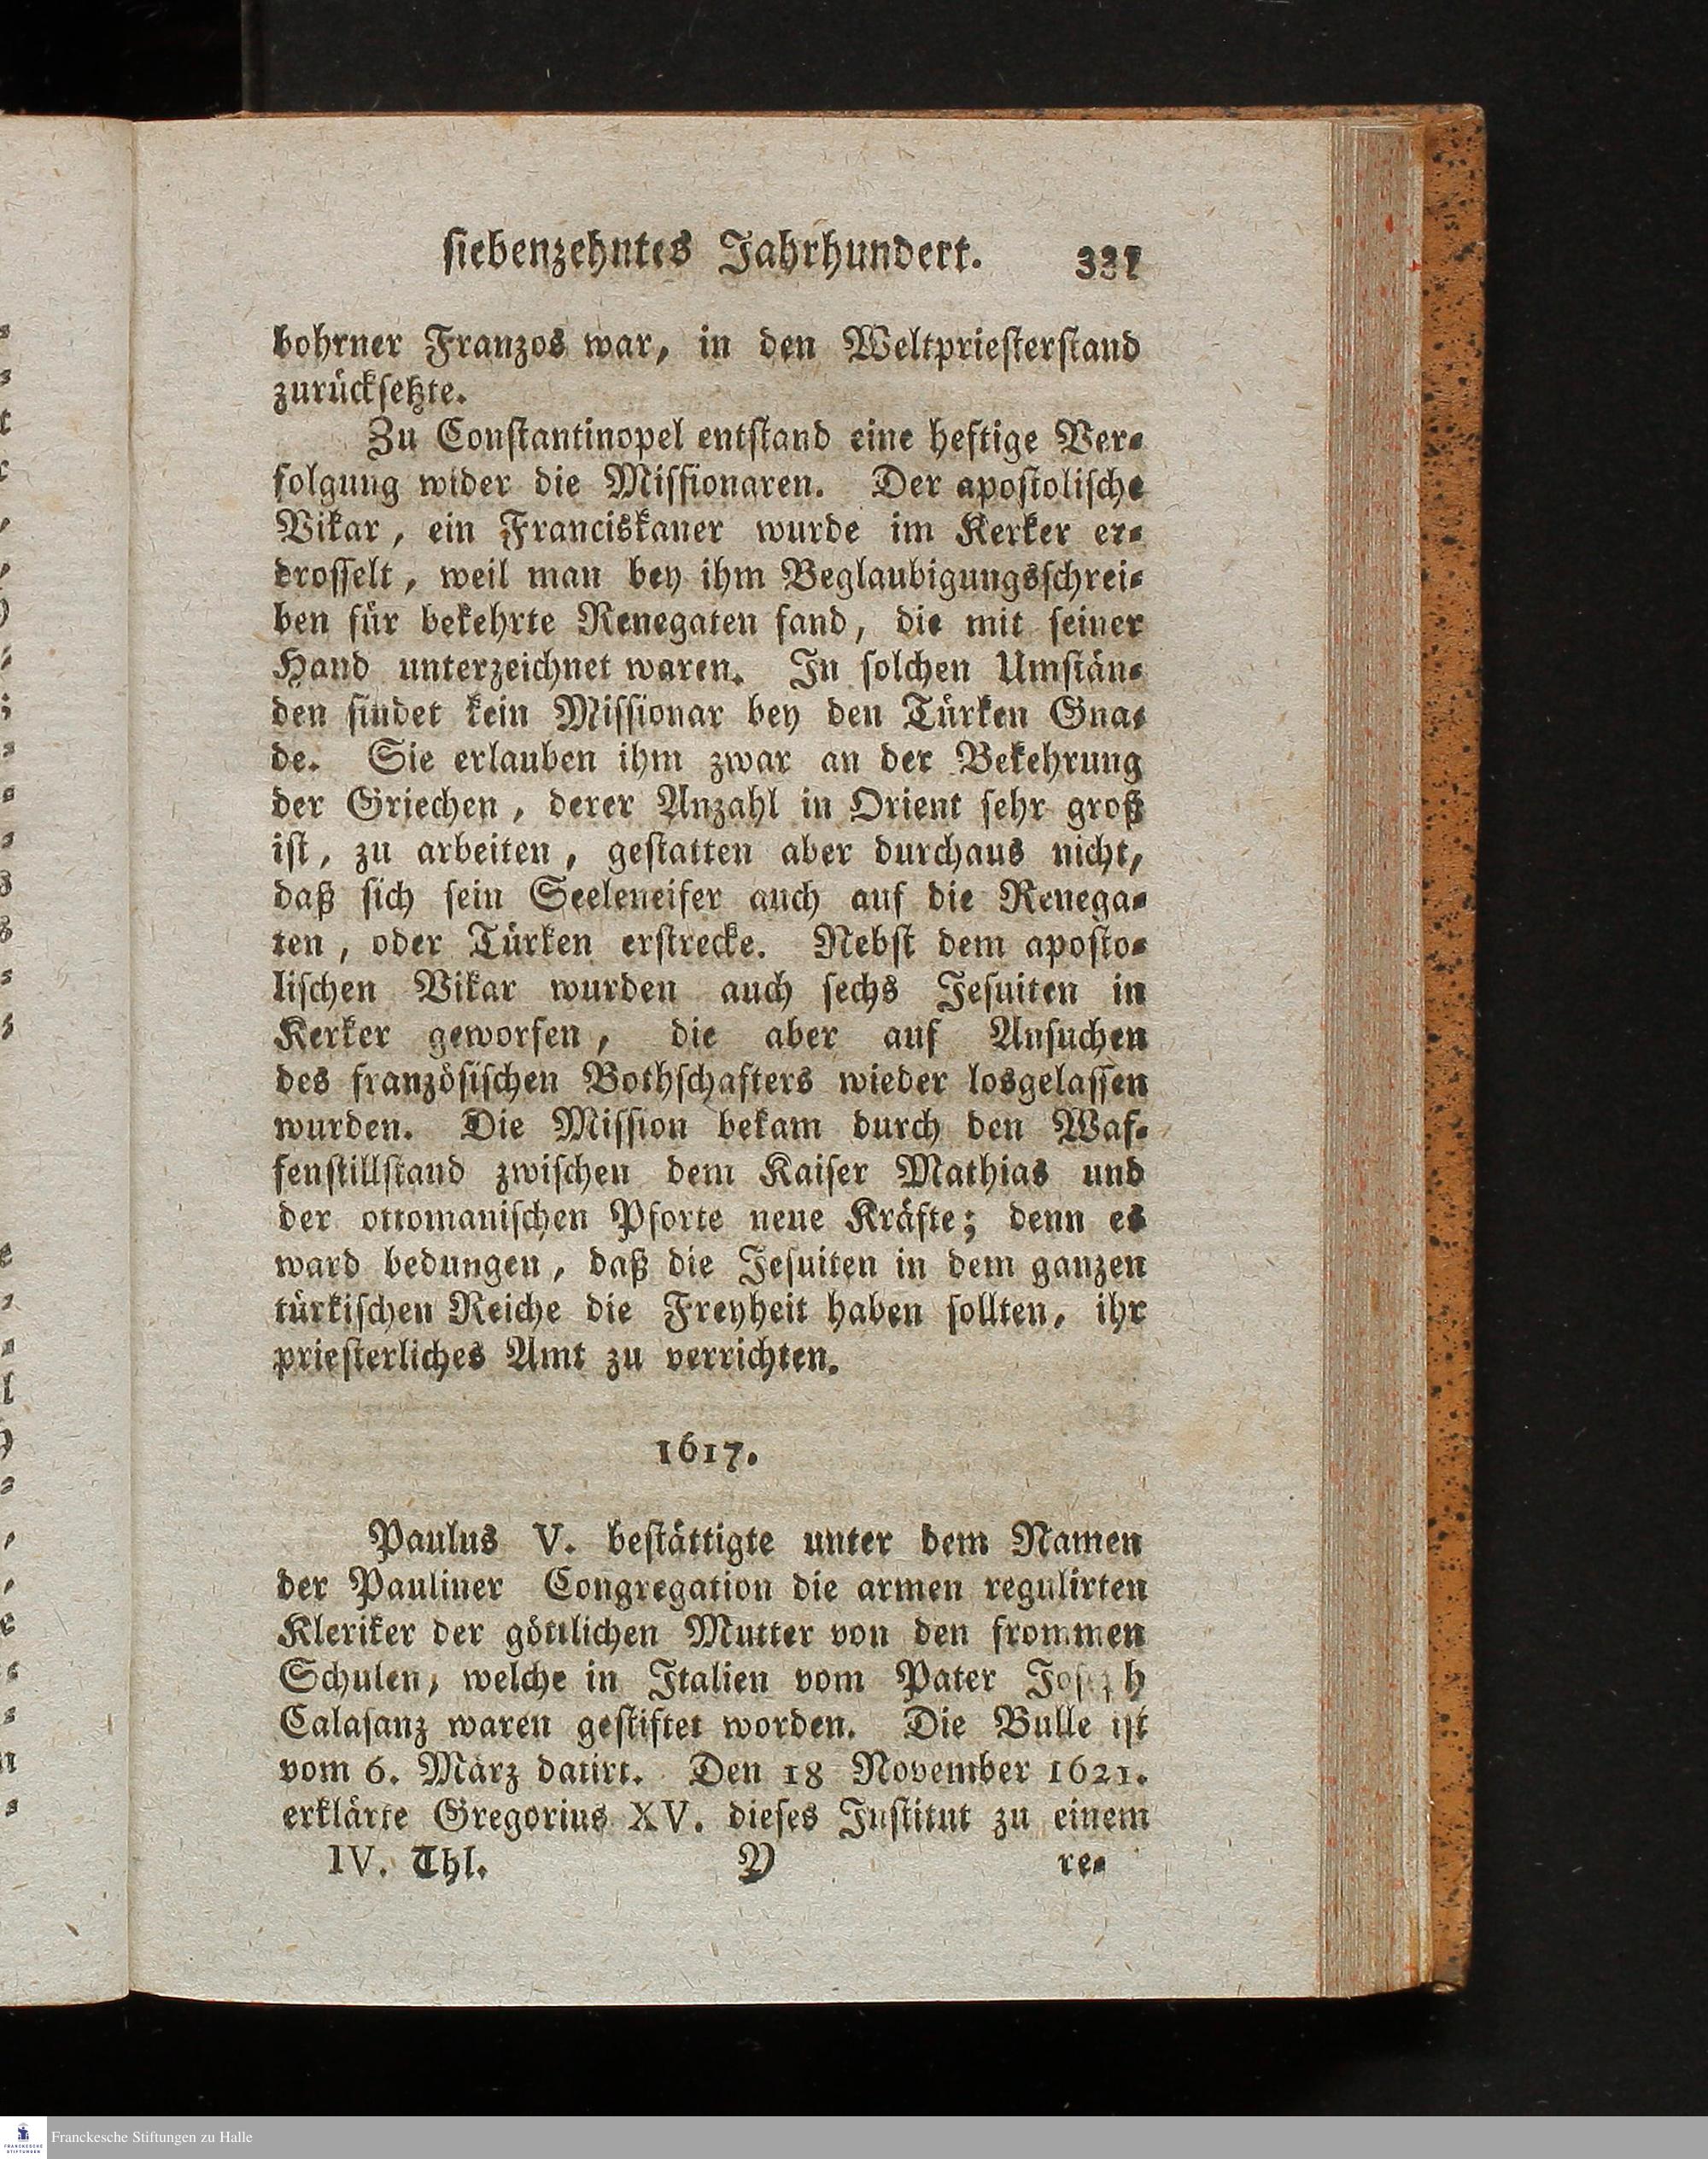 siebenzehntes Jahrhundert. 337
bohrner Franzos war, in den Weltpriesterstand
zurücksetzte.
Zu Constantinopel entstand eine heftige Ver-
folgung wider die Missionaren. Der apostolische
Vikar, ein Franciskaner wurde im Kerker er-
drosselt, weil man bey ihm Beglaubigungsschrei-
ben für bekehrte Renegaten fand, die mit seiner
Hand unterzeichnet waren. In solchen Umstän-
den findet kein Missionar bey den Türken Gna-
de. Sie erlauben ihm zwar an der Bekehrung
der Griechen, derer Anzahl in Orient sehr groß
ist, zu arbeiten, gestatten aber durchaus nicht,
daß sich sein Seeleneifer auch auf die Renega-
ten, oder Türken erstrecke. Nebst dem aposto-
lischen Vikar wurden auch sechs Jesuiten in
Kerker geworfen, die aber auf Ansuchen
des französischen Bothschafters wieder losgelassen
wurden. Die Mission bekam durch den Waf-
fenstillstand zwischen dem Kaiser Mathias und
der ottomanischen Pforte neue Kräfte; denn es
ward bedungen, daß die Jesuiten in dem ganzen
türkischen Reiche die Freyheit haben sollten, ihr
priesterliches Amt zu verrichten.
1617.
Paulus V. bestättigte unter dem Namen
der Pauliner Congregation die armen regulirten
Kleriker der göttlichen Mutter von den frommen
Schulen, welche in Italien vom Pater Joseph
Calasanz waren gestiftet worden. Die Bulle ist
vom 6. März datirt. Den 18 November 1621.
erklärte Gregorius XV. dieses Institut zu einem
IV. Thl. Y re-
Franckesche Stiftungen zu Halle